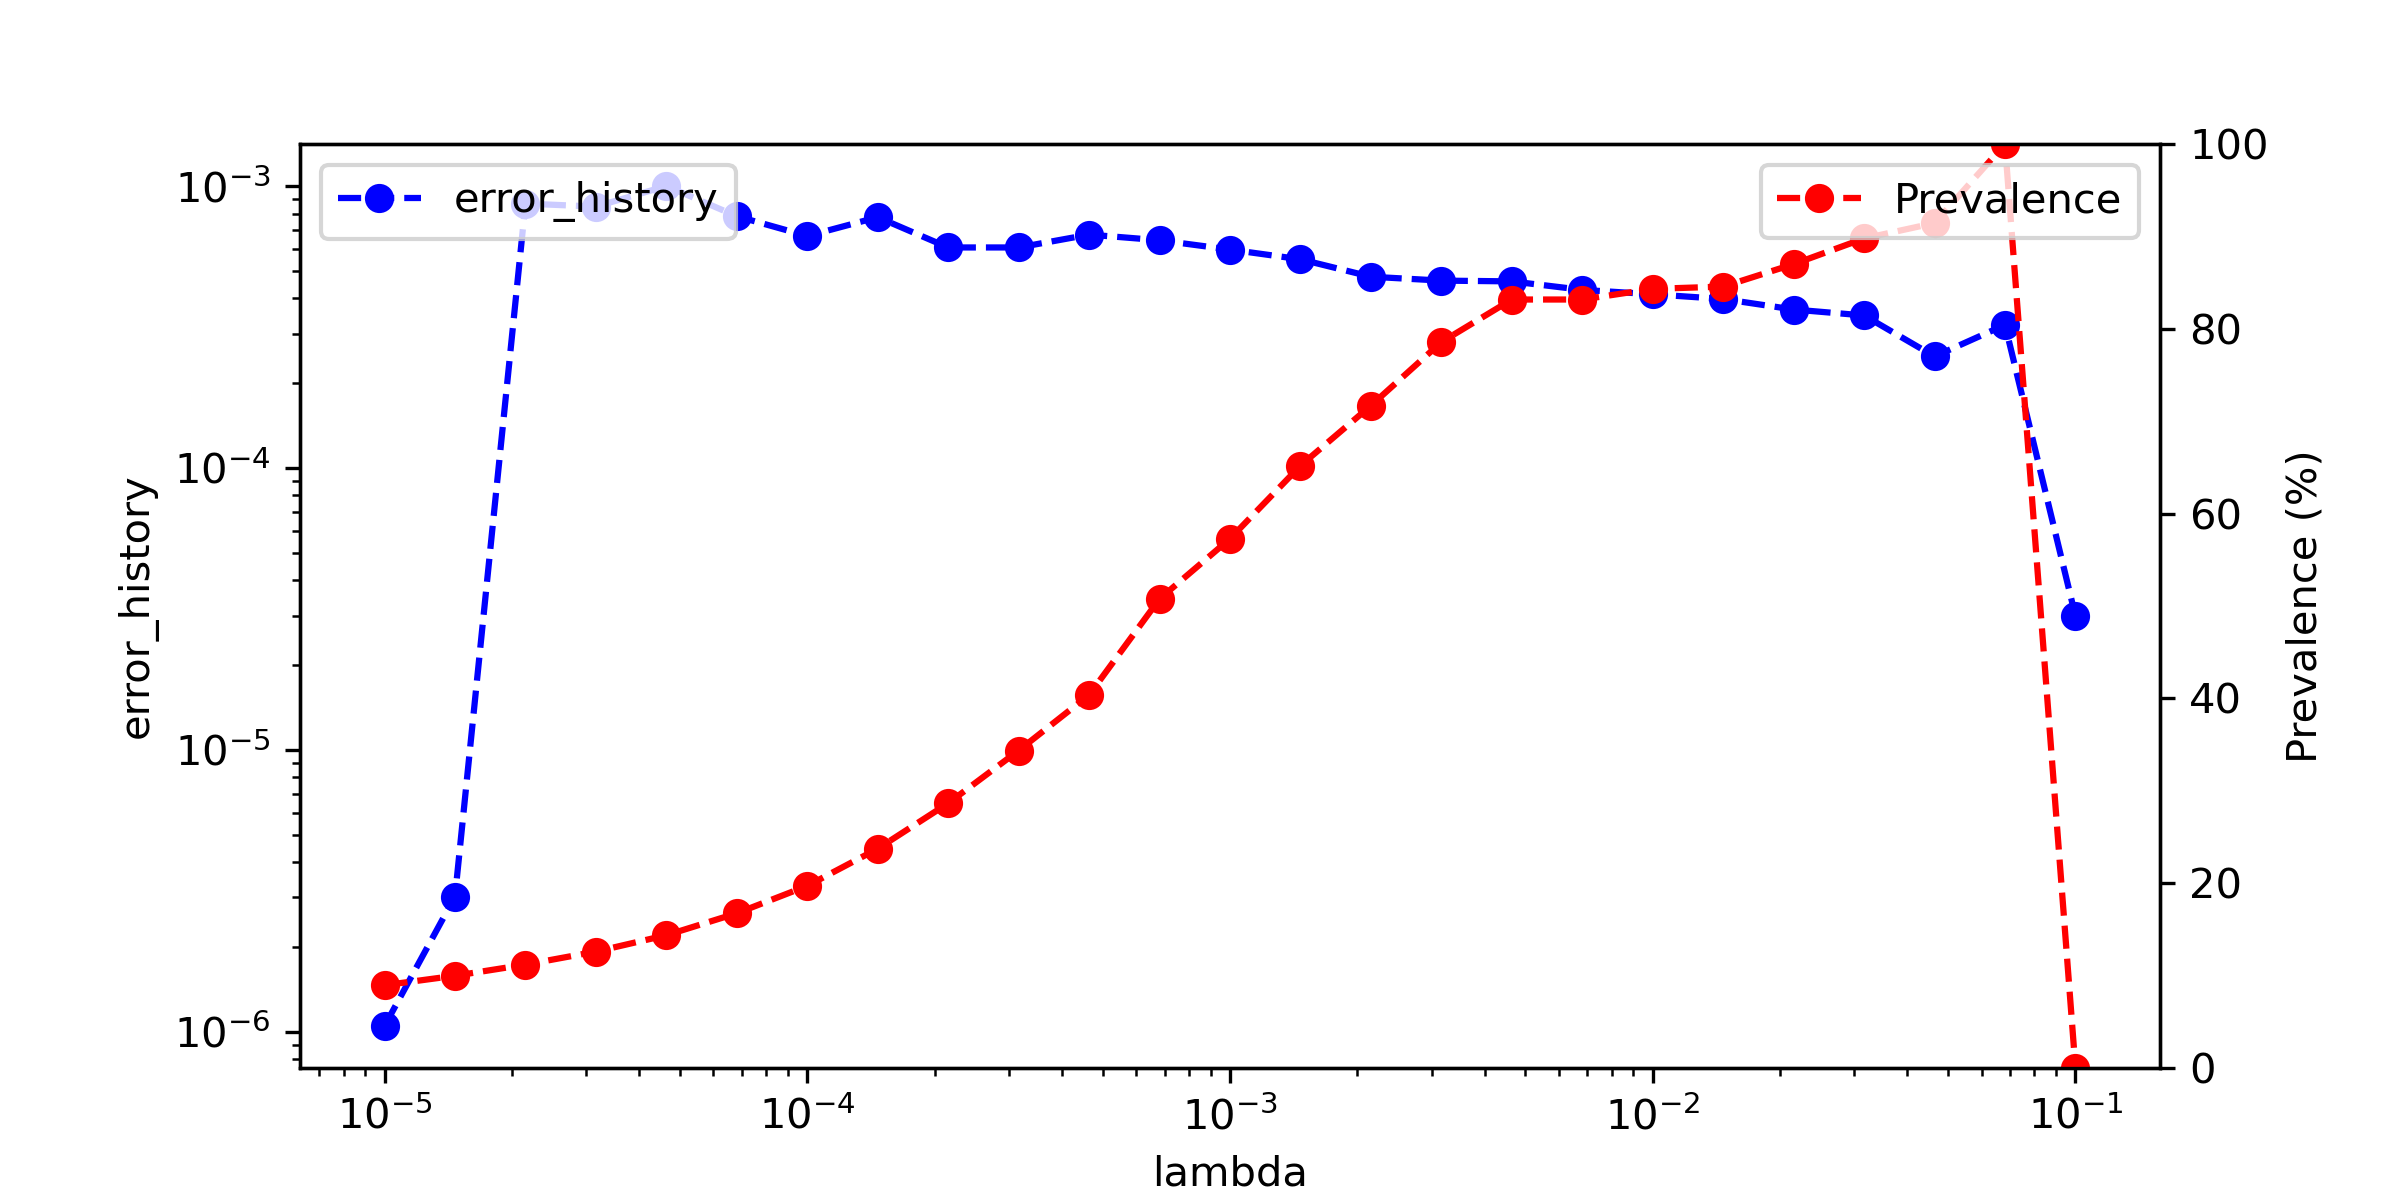 error_history
Prevalence
10⁻³
10⁻⁴
10⁻⁵
10⁻⁶
error_history
100
80
60
40
20
0
Prevalence (%)
10⁻⁵ 10⁻⁴ 10⁻³ 10⁻² 10⁻¹
lambda